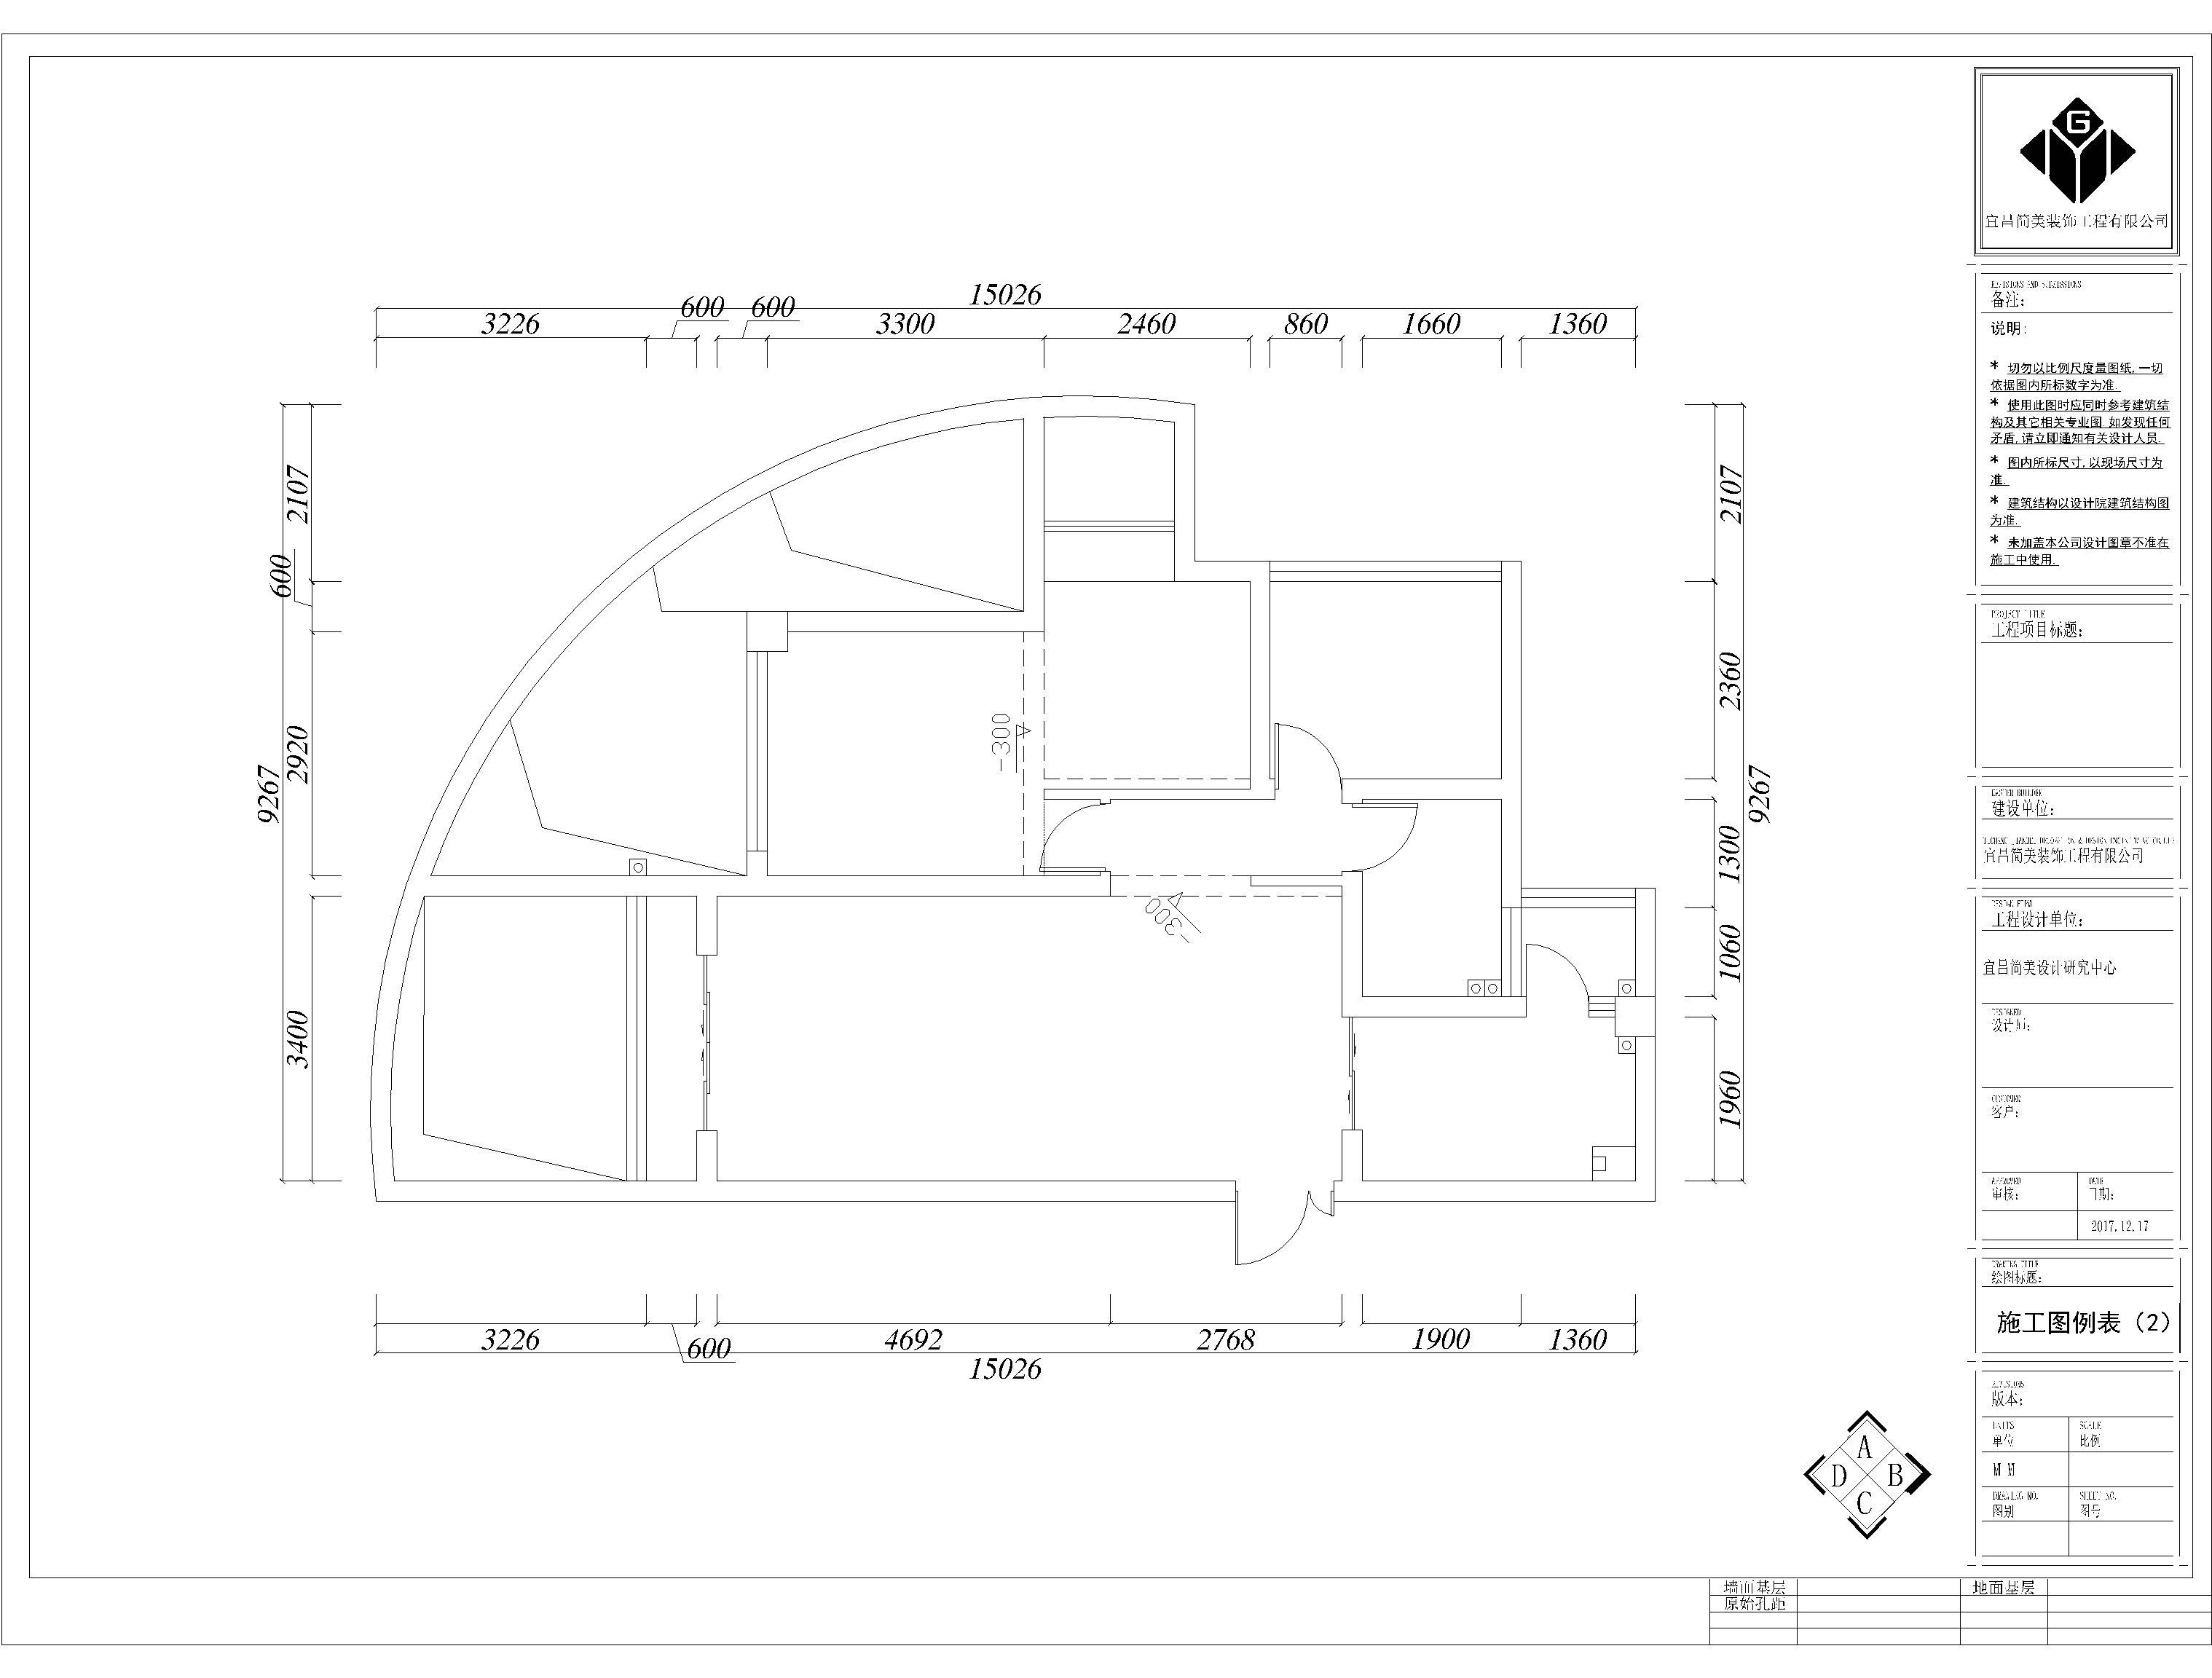 G
宜昌简美装饰工程有限公司
备注:
说明:
* 切勿以比例尺度量图纸,一切
依据图内所标数字为准.
* 使用此图时应同时参考建筑结
构及其它相关专业图.如发现任何
矛盾,请立即通知有关设计人员.
* 图内所标尺寸,以现场尺寸为
准.
* 建筑结构以设计院建筑结构图
为准.
* 未加盖本公司设计图章不准在
施工中使用.
PROJECT TITLE
工程项目标题:
建设单位:
宜昌简美装饰工程有限公司
工程设计单位:
宜昌简美设计研究中心
DESIGNED
设计师:
CUSTOMER
客户:
APPROVED
审核:
DATE
日期:
2017.12.17
DRAWING TITLE
绘图标题:
施工图例表（2）
版本:
UNITS
SCALE
单位
比例
M M
DRAWING NO.
SHEET NO.
图别
图号
15026
3226
600
600
3300
2460
860
1660
1360
2107
600
2920
9267
3400
2107
2360
9267
1300
1060
1960
-300
-300
3226
600
4692
2768
1900
1360
15026
A
D
B
C
墙面基层
地面基层
原始孔距